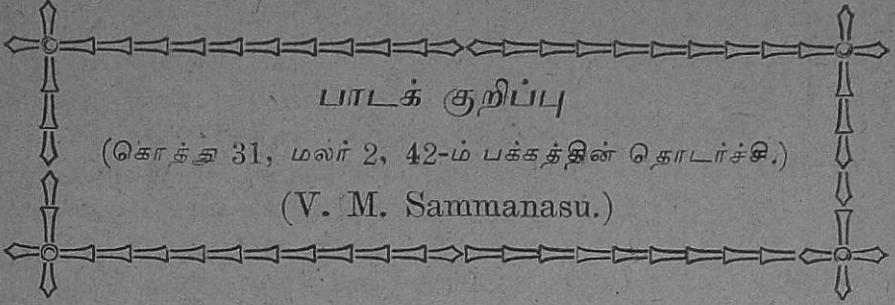 பாடக் குறிப்பு
(கொத்து 31, மலர் 2, 42-ம் பக்கத்தின் தொடர்ச்சி.)
(V. M. Sammanasu.)